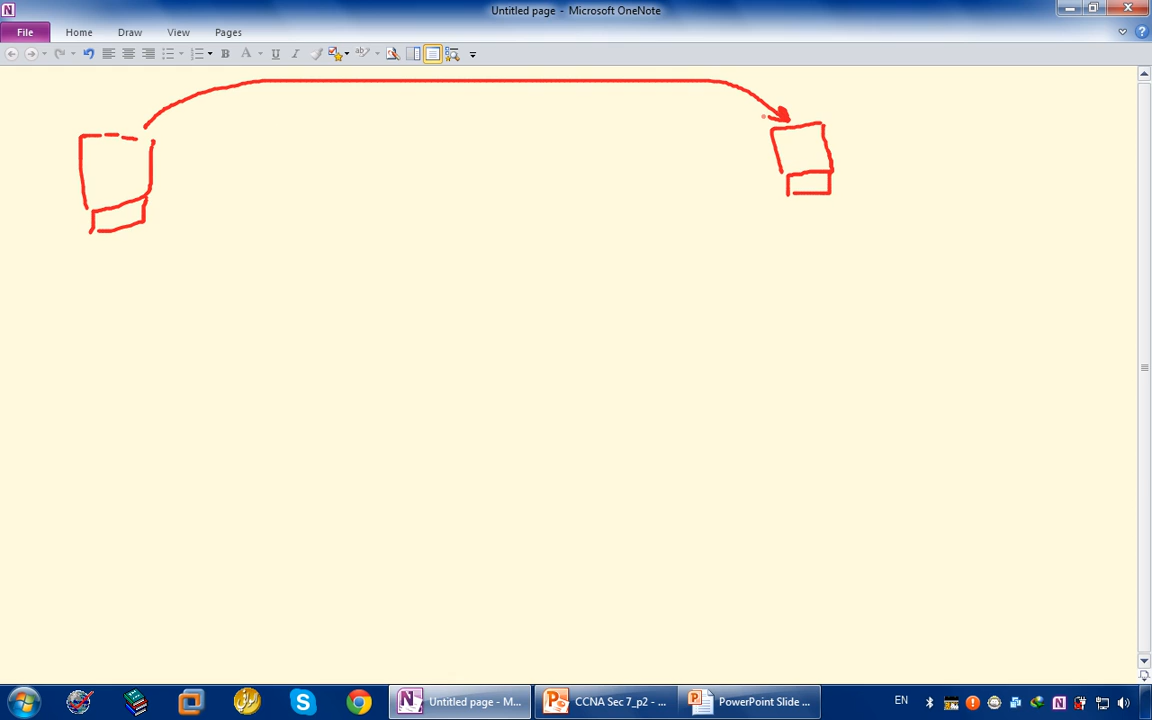 Untitled page - Microsoft OneNote
File Home Draw View Pages
Untitled page - M... CCNA Sec 7_p2 - ... PowerPoint Slide ... EN